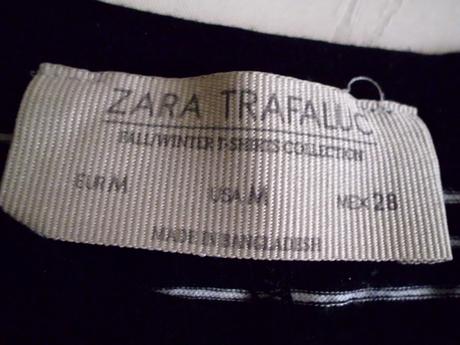 ZARA TRAFALUC
FALL/WINTER T-SHIRTS COLLECTION
EUR M USA M MEX 28
MADE IN BANGLADESH